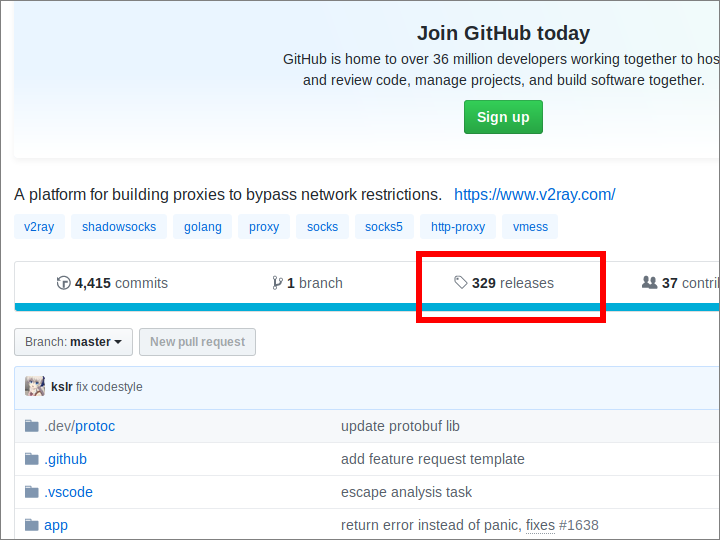 Join GitHub today
GitHub is home to over 36 million developers working together to hos
and review code, manage projects, and build software together.
Sign up
A platform for building proxies to bypass network restrictions. https://www.v2ray.com/
v2ray shadowsocks golang proxy socks socks5 http-proxy vmess
4,415 commits 1 branch 329 releases 37 contri
Branch: master New pull request
kslr fix codestyle
.dev/protoc update protobuf lib
.github add feature request template
.vscode escape analysis task
app return error instead of panic, fixes #1638